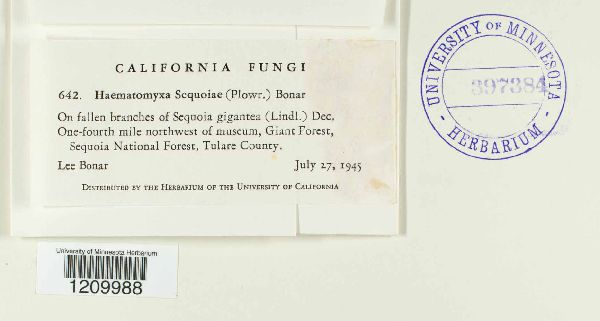 CALIFORNIA FUNGI
642. Haematomyxa Sequoiae (Plowr.) Bonar
On fallen branches of Sequoia gigantea (Lindl.) Dec.
One-fourth mile northwest of museum, Giant Forest,
Sequoia National Forest, Tulare County.
Lee Bonar July 27, 1945
DISTRIBUTED BY THE HERBARIUM OF THE UNIVERSITY OF CALIFORNIA
UNIVERSITY OF MINNESOTA
397384
- HERBARIUM -
University of Minnesota Herbarium
1209988